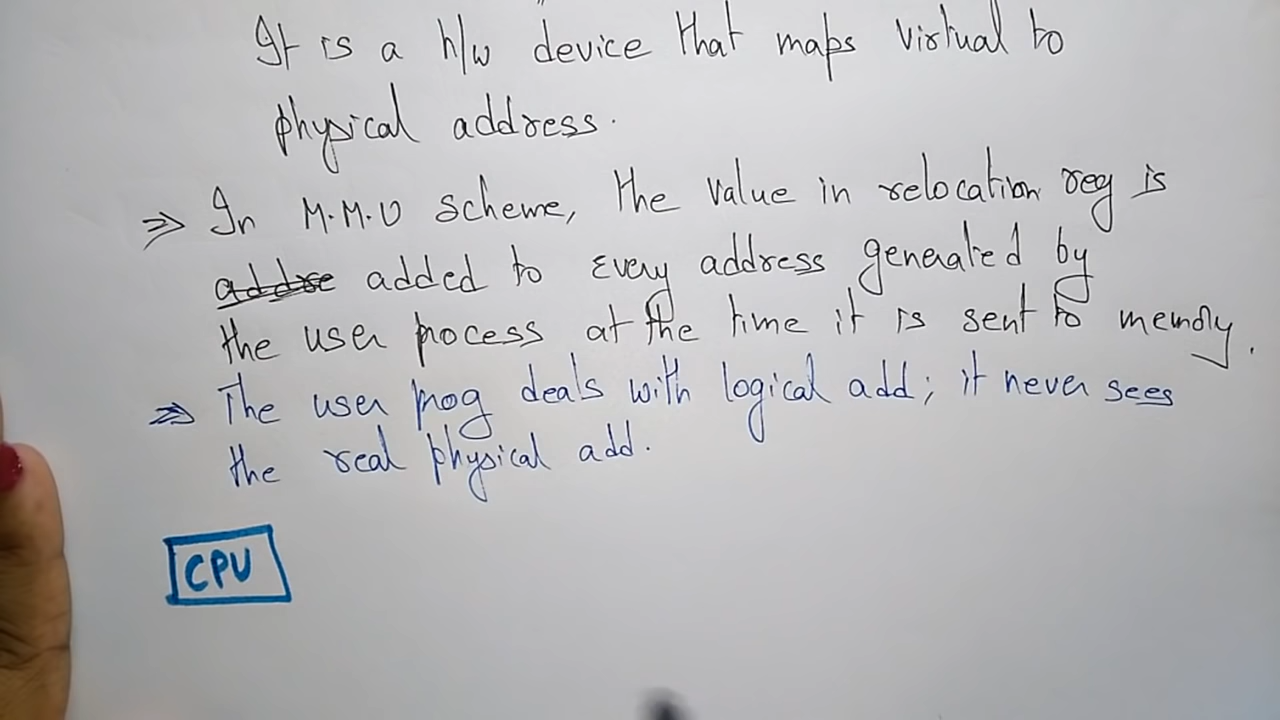 It is a h/w device that maps virtual to
physical address.
⇒ In M.M.U scheme, the value in relocation reg is
addre added to every address generated by
the user process at the time it is sent to memory.
⇒ The user prog deals with logical add; it never sees
the real physical add.
CPU